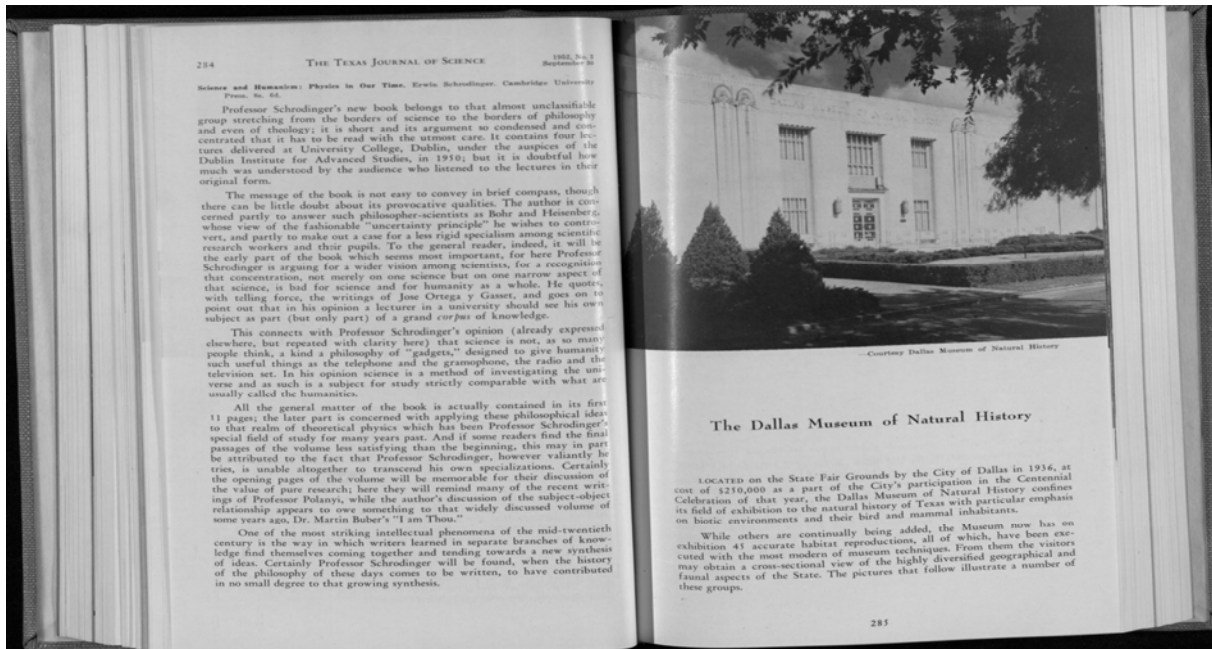 284
THE TEXAS JOURNAL OF SCIENCE
1952, No. 3
September 30
Science and Humanism: Physics in Our Time. Erwin Schrodinger. Cambridge University
Press. 8s. 6d.
Professor Schrodinger's new book belongs to that almost unclassifiable
group stretching from the borders of science to the borders of philosophy
and even of theology; it is short and its argument so condensed and con-
centrated that it has to be read with the utmost care. It contains four lec-
tures delivered at University College, Dublin, under the auspices of the
Dublin Institute for Advanced Studies, in 1950; but it is doubtful how
much was understood by the audience who listened to the lectures in their
original form.
The message of the book is not easy to convey in brief compass, though
there can be little doubt about its provocative qualities. The author is con-
cerned partly to answer such philosopher-scientists as Bohr and Heisenberg,
whose view of the fashionable "uncertainty principle" he wishes to contro-
vert, and partly to make out a case for a less rigid specialism among scientific
research workers and their pupils. To the general reader, indeed, it will be
the early part of the book which seems most important, for here Professor
Schrodinger is arguing for a wider vision among scientists, for a recognition
that concentration, not merely on one science but on one narrow aspect of
that science, is bad for science and for humanity as a whole. He quotes,
with telling force, the writings of Jose Ortega y Gasset, and goes on to
point out that in his opinion a lecturer in a university should see his own
subject as part (but only part) of a grand corpus of knowledge.
This connects with Professor Schrodinger's opinion (already expressed
elsewhere, but repeated with clarity here) that science is not, as so many
people think, a kind a philosophy of "gadgets," designed to give humanity
such useful things as the telephone and the gramophone, the radio and the
television set. In his opinion science is a method of investigating the uni-
verse and as such is a subject for study strictly comparable with what are
usually called the humanities.
All the general matter of the book is actually contained in its first
11 pages; the later part is concerned with applying these philosophical ideas
to that realm of theoretical physics which has been Professor Schrodinger's
special field of study for many years past. And if some readers find the final
passages of the volume less satisfying than the beginning, this may in part
be attributed to the fact that Professor Schrodinger, however valiantly he
tries, is unable altogether to transcend his own specializations. Certainly
the opening pages of the volume will be memorable for their discussion of
the value of pure research; here they will remind many of the recent writ-
ings of Professor Polanyi, while the author's discussion of the subject-object
relationship appears to owe something to that widely discussed volume of
some years ago, Dr. Martin Buber's "I am Thou."
One of the most striking intellectual phenomena of the mid-twentieth
century is the way in which writers learned in separate branches of know-
ledge find themselves coming together and tending towards a new synthesis
of ideas. Certainly Professor Schrodinger will be found, when the history
of the philosophy of these days comes to be written, to have contributed
in no small degree to that growing synthesis.
—Courtesy Dallas Museum of Natural History
The Dallas Museum of Natural History
LOCATED on the State Fair Grounds by the City of Dallas in 1936, at
cost of $250,000 as a part of the City's participation in the Centennial
Celebration of that year, the Dallas Museum of Natural History confines
its field of exhibition to the natural history of Texas with particular emphasis
on biotic environments and their bird and mammal inhabitants.
While others are continually being added, the Museum now has on
exhibition 45 accurate habitat reproductions, all of which, have been exe-
cuted with the most modern of museum techniques. From them the visitors
may obtain a cross-sectional view of the highly diversified geographical and
faunal aspects of the State. The pictures that follow illustrate a number of
these groups.
285